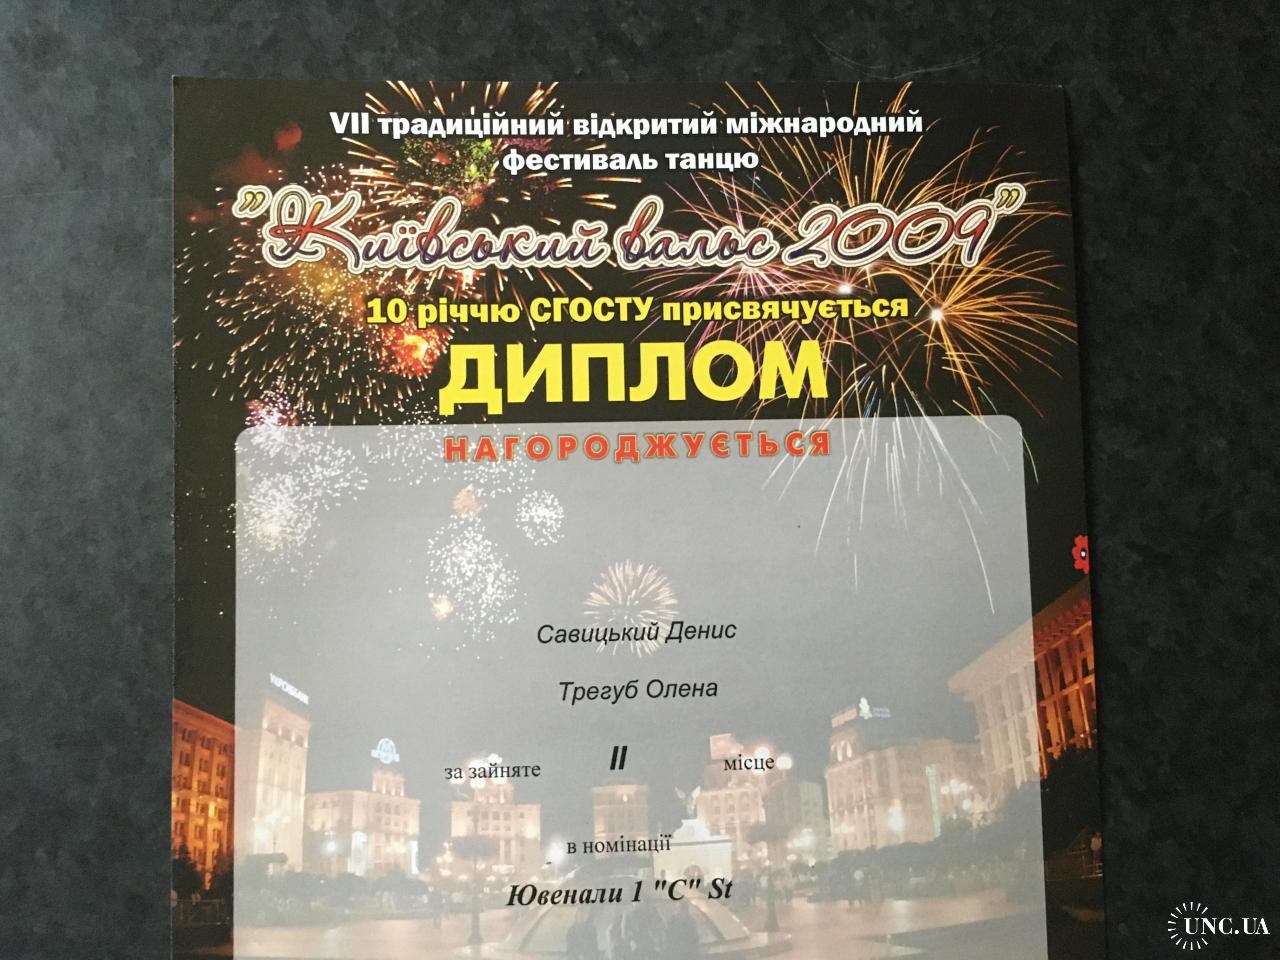 VII традиційний відкритий міжнародний
фестиваль танцю
"Київський вальс 2009"
10 річчю СГОСТУ присвячується
ДИПЛОМ
НАГОРОДЖУЄТЬСЯ
Савицький Денис
Трегуб Олена
за зайняте II місце
в номінації
Ювенали 1 "C" St
UNC.UA